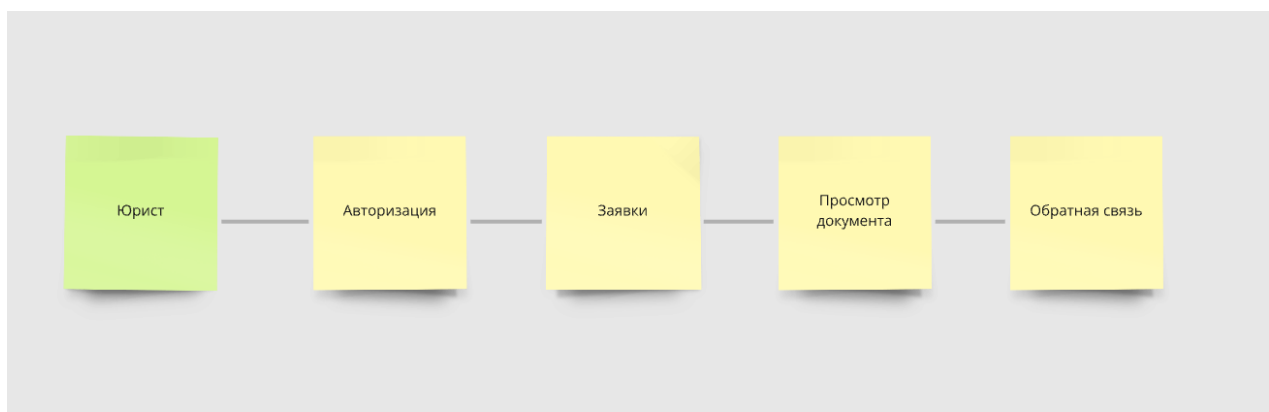 Юрист
Авторизация
Заявки
Просмотр
документа
Обратная связь